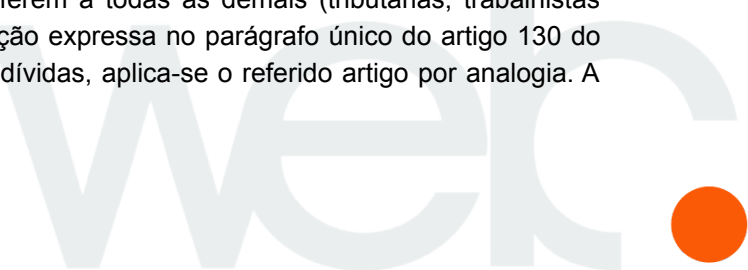 ferem a todas as demais (tributárias, trabalhistas
ção expressa no parágrafo único do artigo 130 do
dívidas, aplica-se o referido artigo por analogia. A
web.